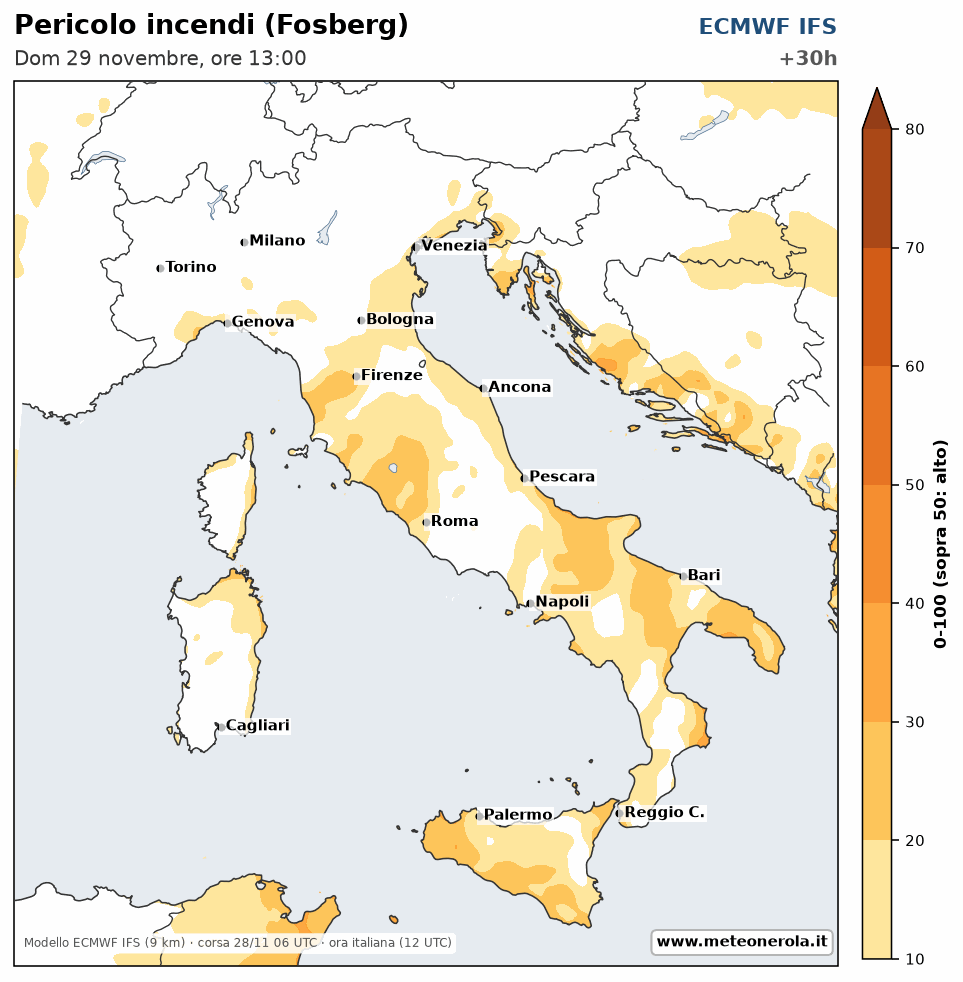 Pericolo incendi (Fosberg)
ECMWF IFS
Dom 29 novembre, ore 13:00
+30h
80
70
60
50
40
30
20
10
0-100 (sopra 50: alto)
Milano
Venezia
Torino
Genova
Bologna
Firenze
Ancona
Pescara
Roma
Bari
Napoli
Cagliari
Palermo
Reggio C.
Modello ECMWF IFS (9 km) · corsa 28/11 06 UTC · ora italiana (12 UTC)
www.meteonerola.it